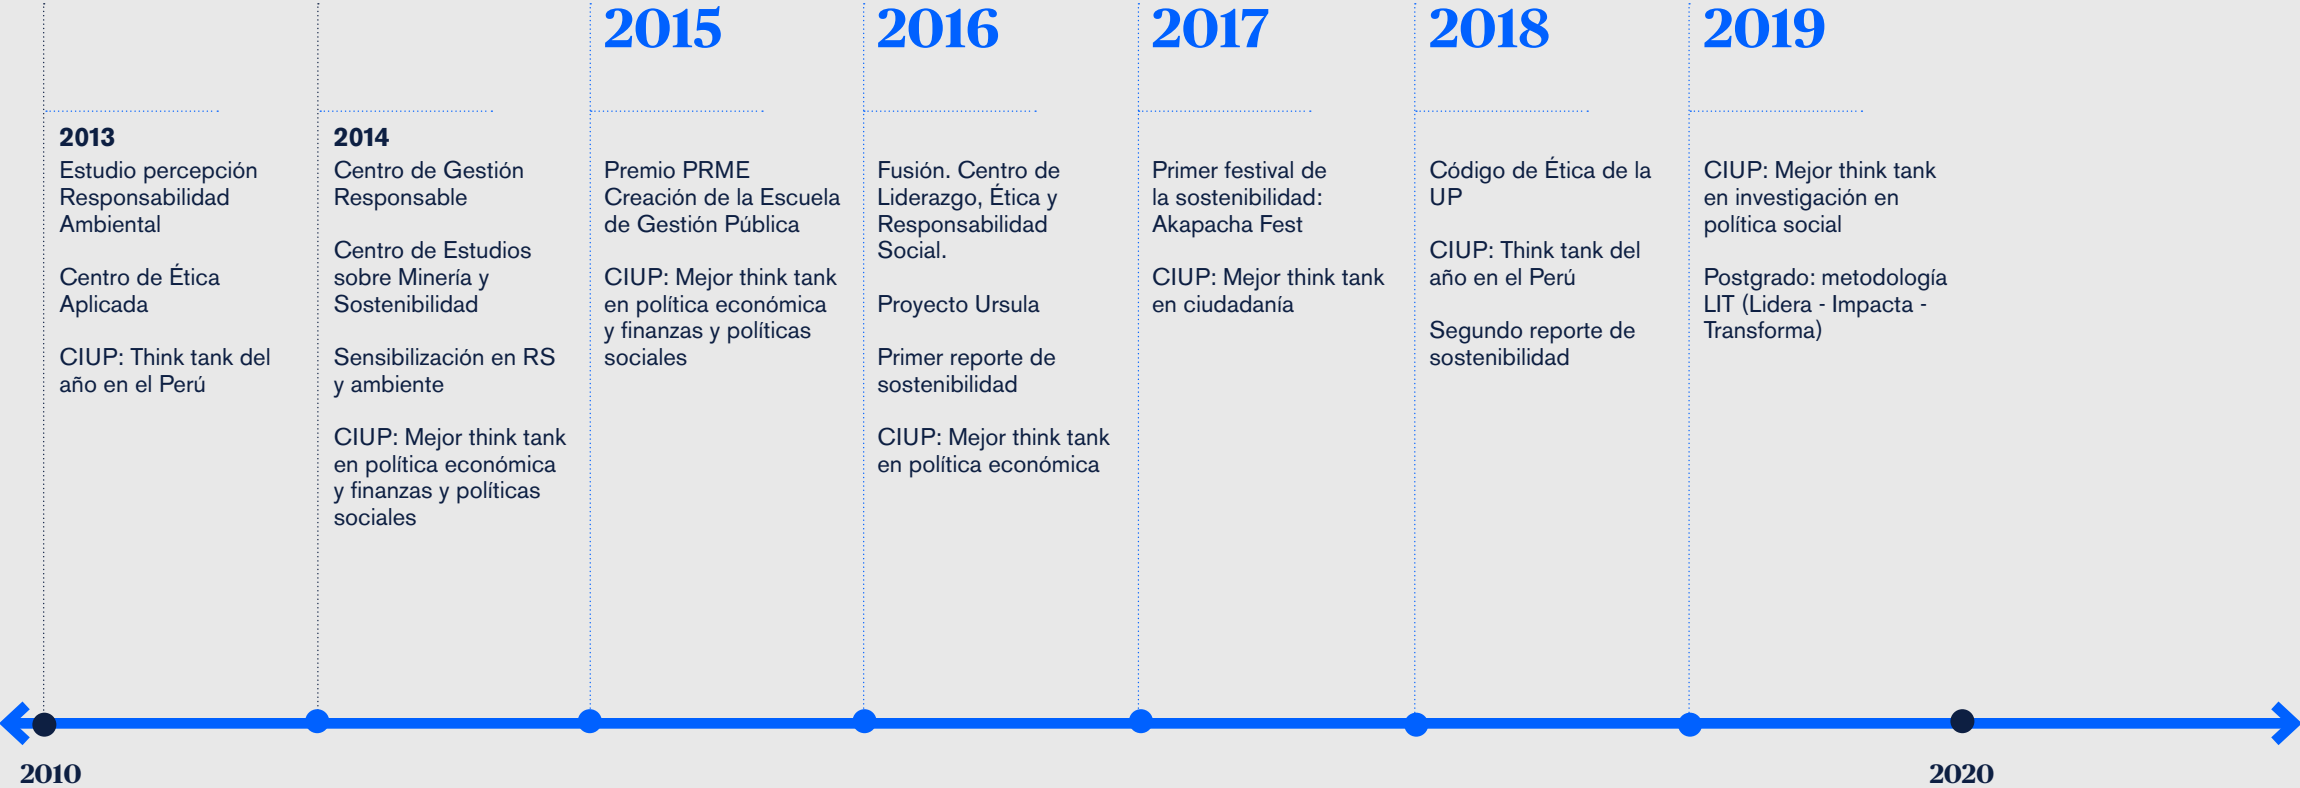 2013
Estudio percepción
Responsabilidad
Ambiental
Centro de Ética
Aplicada
CIUP: Think tank del
año en el Perú
2014
Centro de Gestión
Responsable
Centro de Estudios
sobre Minería y
Sostenibilidad
Sensibilización en RS
y ambiente
CIUP: Mejor think tank
en política económica
y finanzas y políticas
sociales
2015
Premio PRME
Creación de la Escuela
de Gestión Pública
CIUP: Mejor think tank
en política económica
y finanzas y políticas
sociales
2016
Fusión. Centro de
Liderazgo, Ética y
Responsabilidad
Social.
Proyecto Ursula
Primer reporte de
sostenibilidad
CIUP: Mejor think tank
en política económica
2017
Primer festival de
la sostenibilidad:
Akapacha Fest
CIUP: Mejor think tank
en ciudadanía
2018
Código de Ética de la
UP
CIUP: Think tank del
año en el Perú
Segundo reporte de
sostenibilidad
2019
CIUP: Mejor think tank
en investigación en
política social
Postgrado: metodología
LIT (Lidera - Impacta -
Transforma)
2010
2020